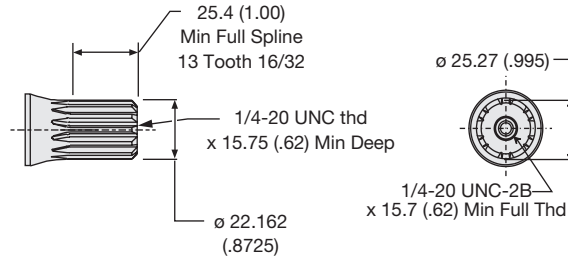 25.4 (1.00)
Min Full Spline
13 Tooth 16/32
1/4-20 UNC thd
x 15.75 (.62) Min Deep
ø 22.162
(.8725)
ø 25.27 (.995)
1/4-20 UNC-2B
x 15.7 (.62) Min Full Thd